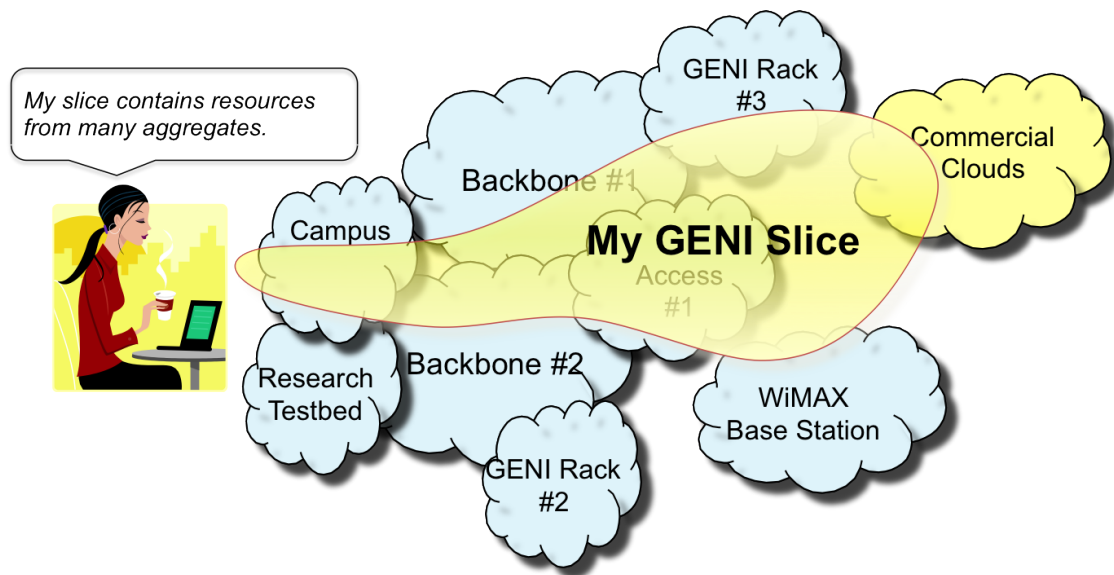 My slice contains resources
from many aggregates.
GENI Rack
#3
Commercial
Clouds
Backbone #1
Campus
My GENI Slice
Access
#1
Backbone #2
Research
Testbed
WiMAX
Base Station
GENI Rack
#2